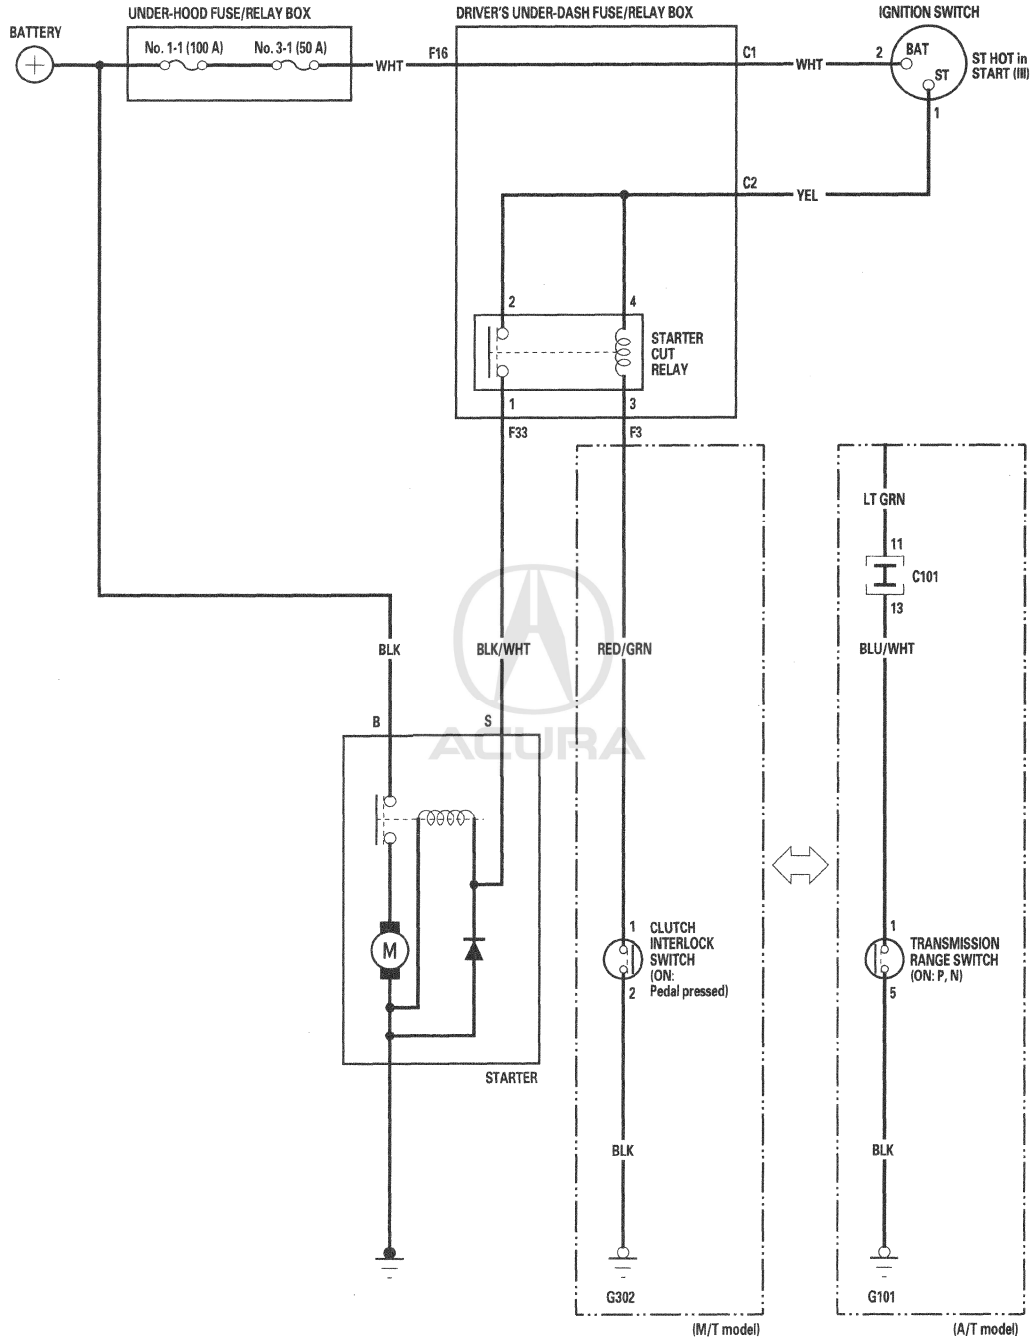 UNDER-HOOD FUSE/RELAY BOX
DRIVER'S UNDER-DASH FUSE/RELAY BOX
IGNITION SWITCH
BATTERY
No. 1-1 (100 A)
No. 3-1 (50 A)
WHT
F16
C1
WHT
2
BAT
ST
ST HOT in
START (III)
1
C2
YEL
2
4
STARTER
CUT
RELAY
1
3
F33
F3
LT GRN
11
C101
13
BLK
BLK/WHT
RED/GRN
BLU/WHT
B
S
ACURA
M
STARTER
1
CLUTCH
INTERLOCK
SWITCH
(ON:
Pedal pressed)
2
1
TRANSMISSION
RANGE SWITCH
(ON: P, N)
5
BLK
BLK
G302
G101
(M/T model)
(A/T model)